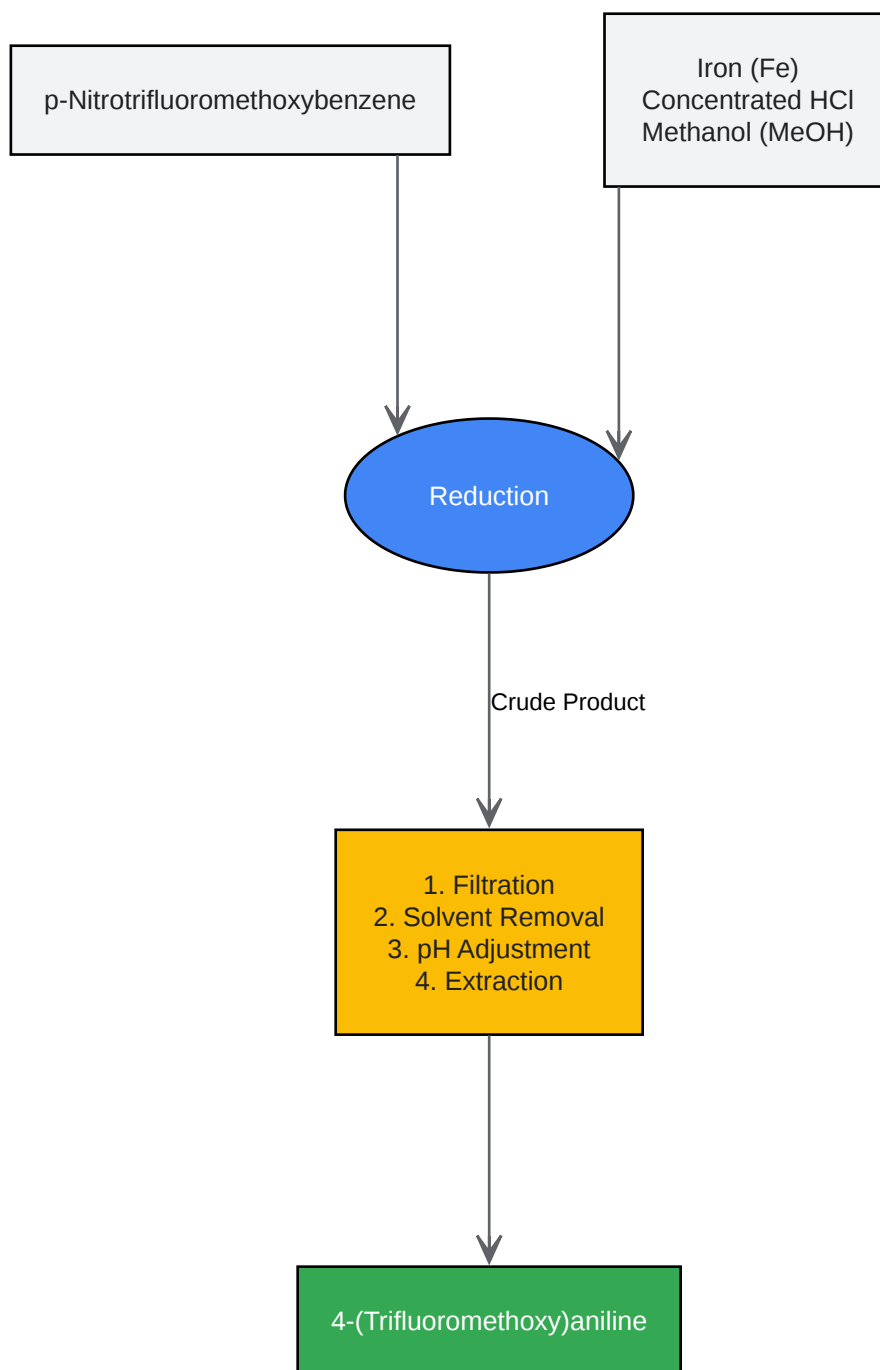 p-Nitrotrifluoromethoxybenzene
Iron (Fe)
Concentrated HCl
Methanol (MeOH)
Reduction
Crude Product
1. Filtration
2. Solvent Removal
3. pH Adjustment
4. Extraction
4-(Trifluoromethoxy)aniline